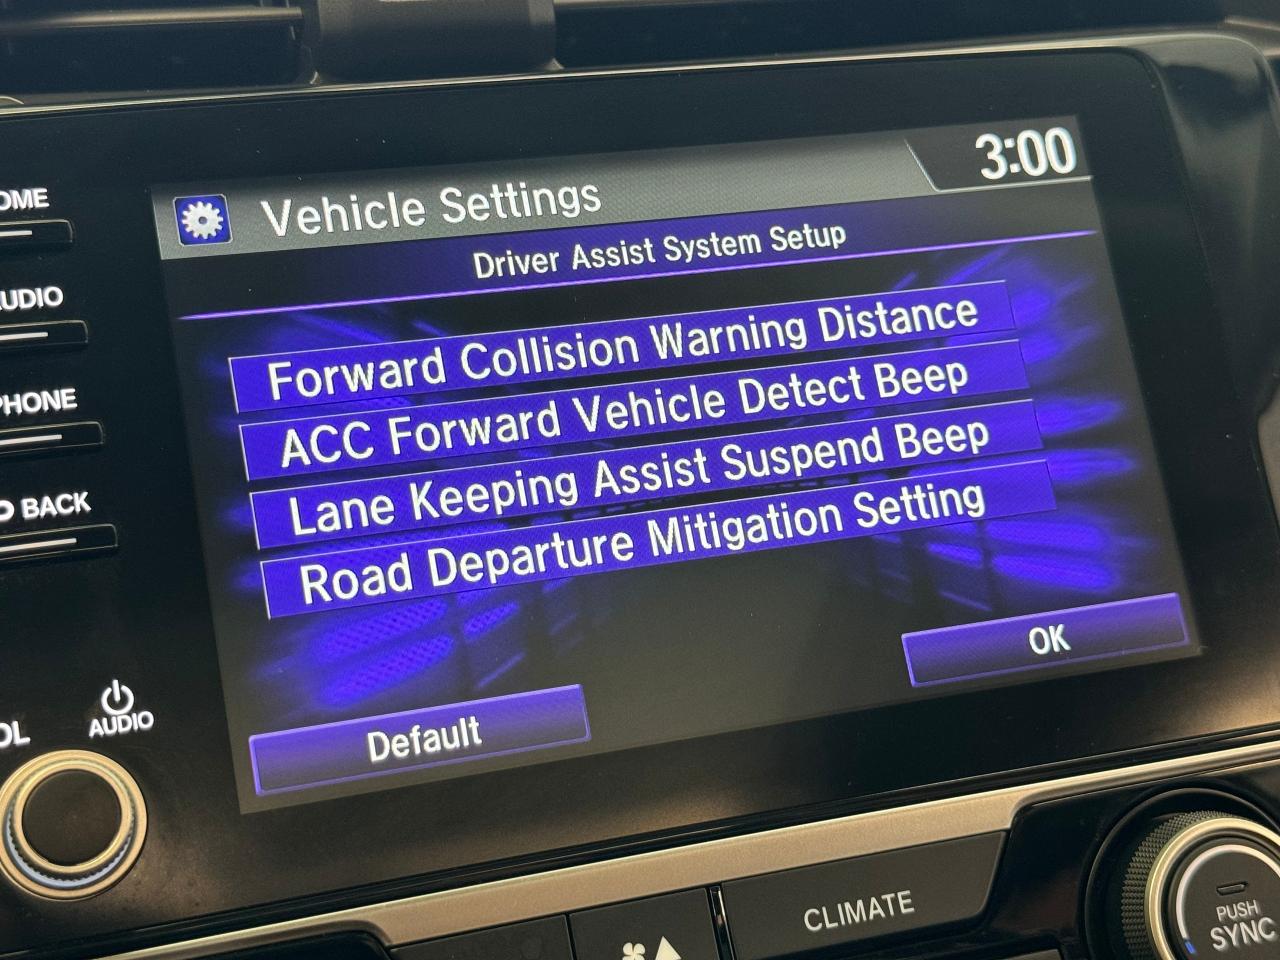 3:00
Vehicle Settings
Driver Assist System Setup
Forward Collision Warning Distance
ACC Forward Vehicle Detect Beep
Lane Keeping Assist Suspend Beep
Road Departure Mitigation Setting
OK
Default
OME
UDIO
PHONE
BACK
OL
AUDIO
CLIMATE
PUSH
SYNC